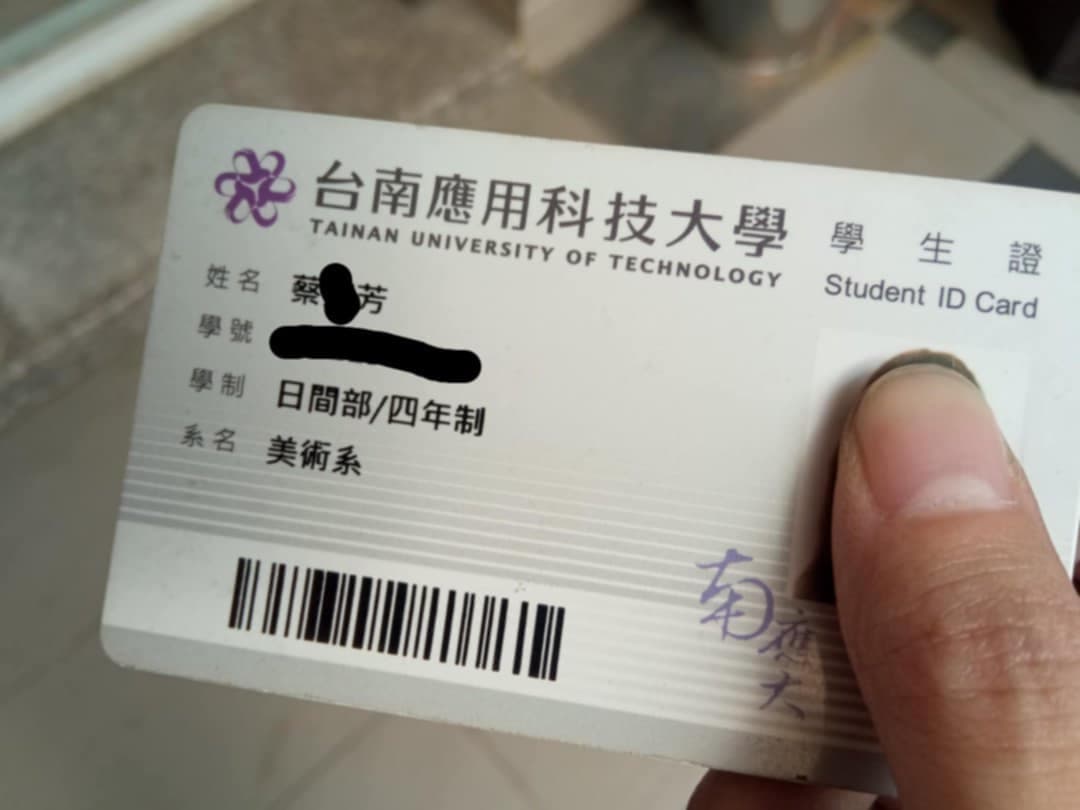 台南應用科技大學
TAINAN UNIVERSITY OF TECHNOLOGY
學生證
Student ID Card
姓名 蔡 芳
學號
學制 日間部/四年制
系名 美術系
南應大